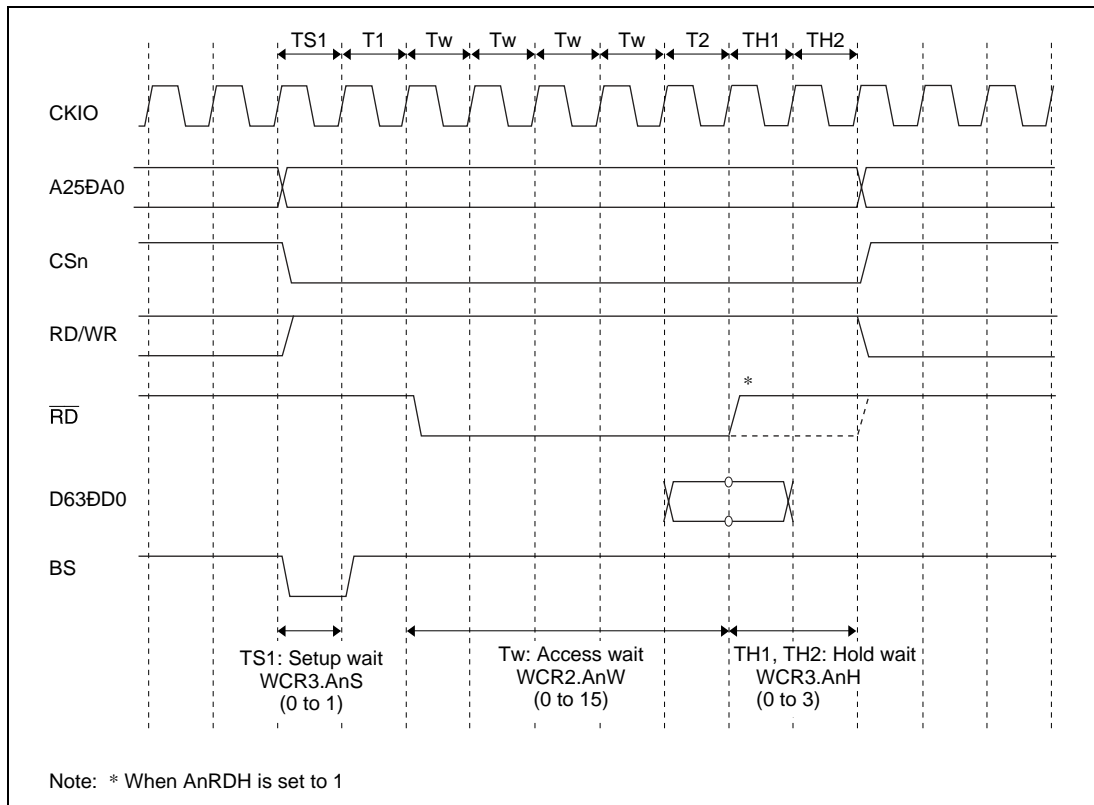 TS1 T1 Tw Tw Tw Tw T2 TH1 TH2
CKIO
A25ÐA0
CSn
RD/WR
RD
*
D63ÐD0
BS
TS1: Setup wait
WCR3.AnS
(0 to 1)
Tw: Access wait
WCR2.AnW
(0 to 15)
TH1, TH2: Hold wait
WCR3.AnH
(0 to 3)
Note: * When AnRDH is set to 1